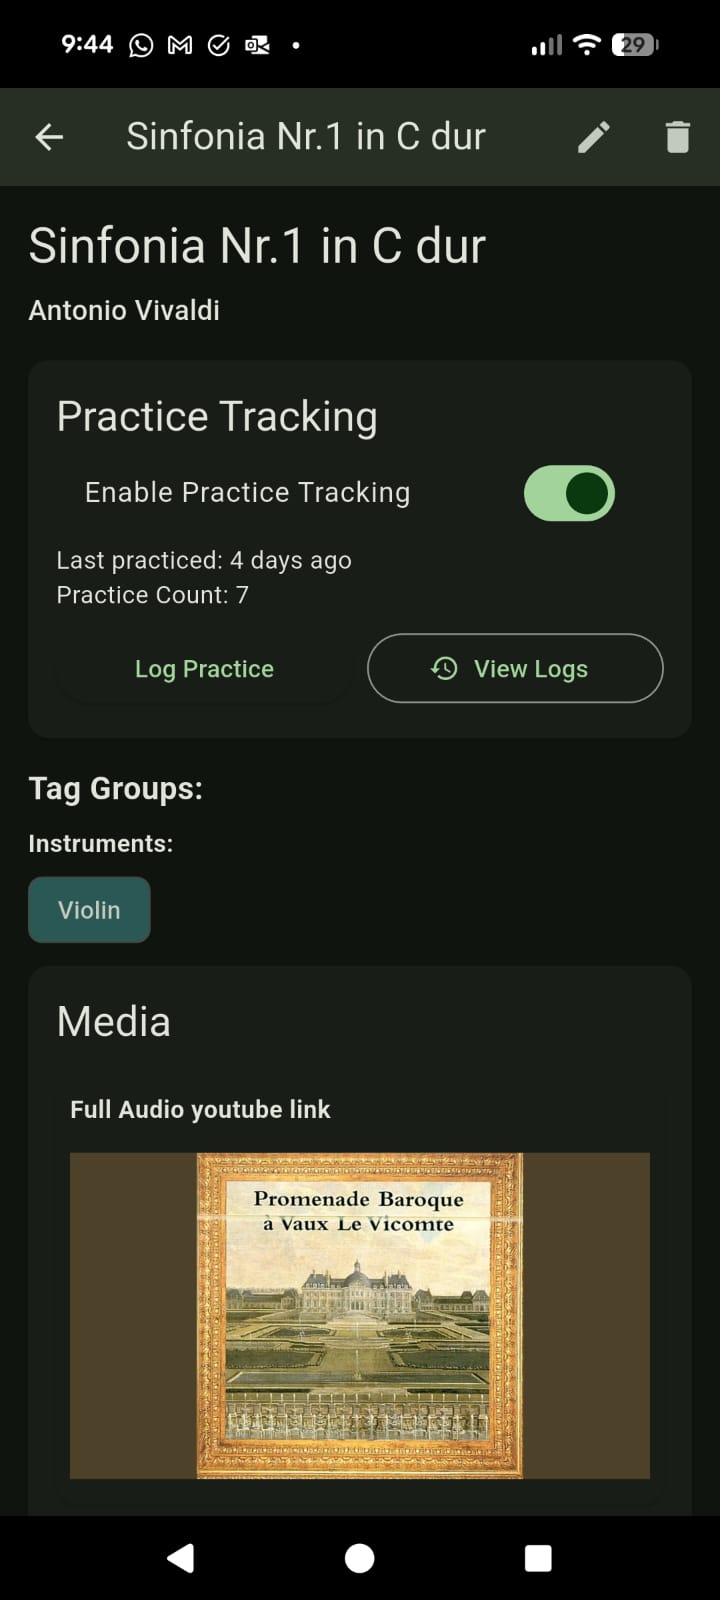 9:44
29
Sinfonia Nr.1 in C dur
Sinfonia Nr.1 in C dur
Antonio Vivaldi
Practice Tracking
Enable Practice Tracking
Last practiced: 4 days ago
Practice Count: 7
Log Practice
View Logs
Tag Groups:
Instruments:
Violin
Media
Full Audio youtube link
Promenade Baroque
à Vaux Le Vicomte